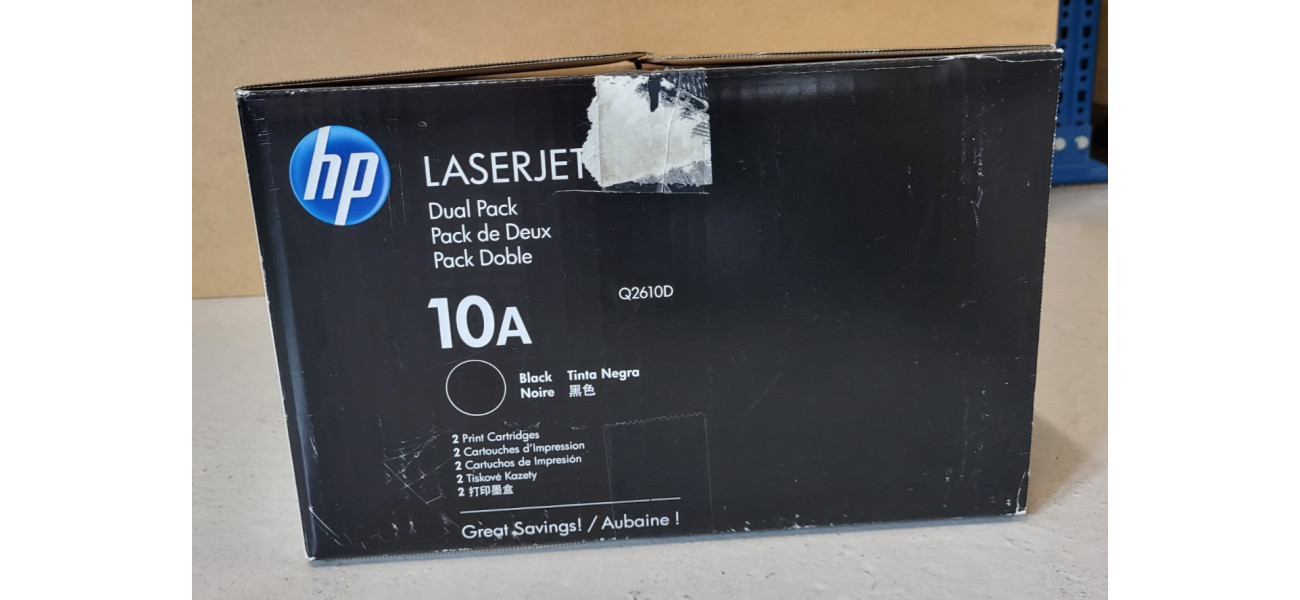 hp
LASERJET
Dual Pack
Pack de Deux
Pack Doble
Q2610D
10A
Black Tinta Negra
Noire 黑色
2 Print Cartridges
2 Cartouches d'Impression
2 Cartuchos de Impresión
2 Tiskové Kazety
2 打印墨盒
Great Savings! / Aubaine !